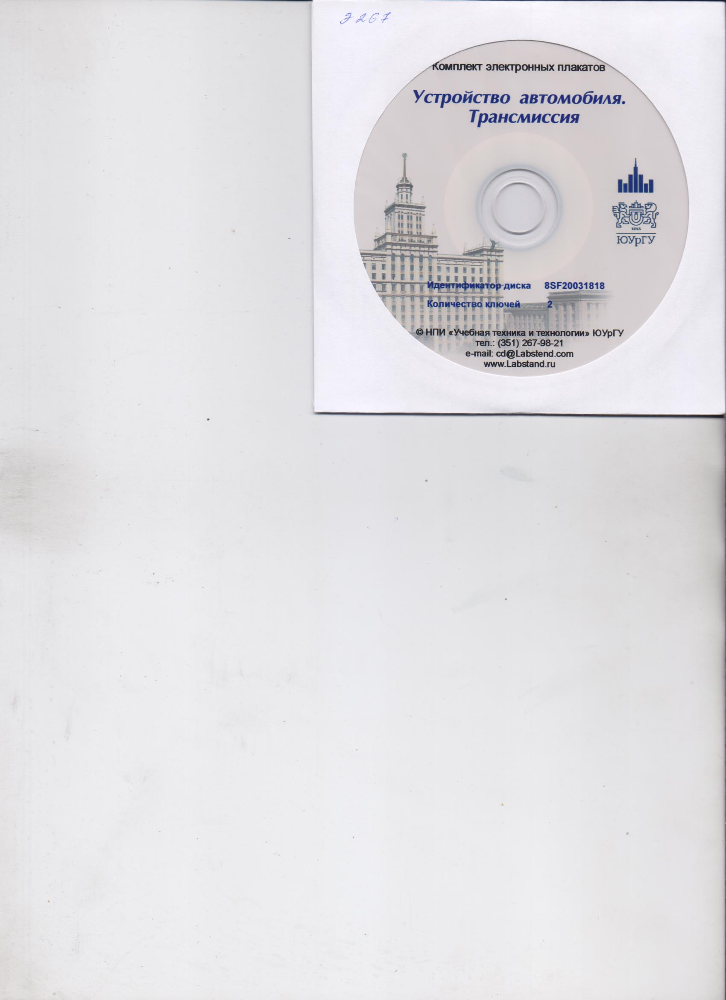 Э 267
Комплект электронных плакатов
Устройство автомобиля.
Трансмиссия
1943
ЮУрГУ
Идентификатор диска 8SF20031818
Количество ключей 2
© НПИ «Учебная техника и технологии» ЮУрГУ
тел.: (351) 267-98-21
e-mail: cd@Labstend.com
www.Labstand.ru